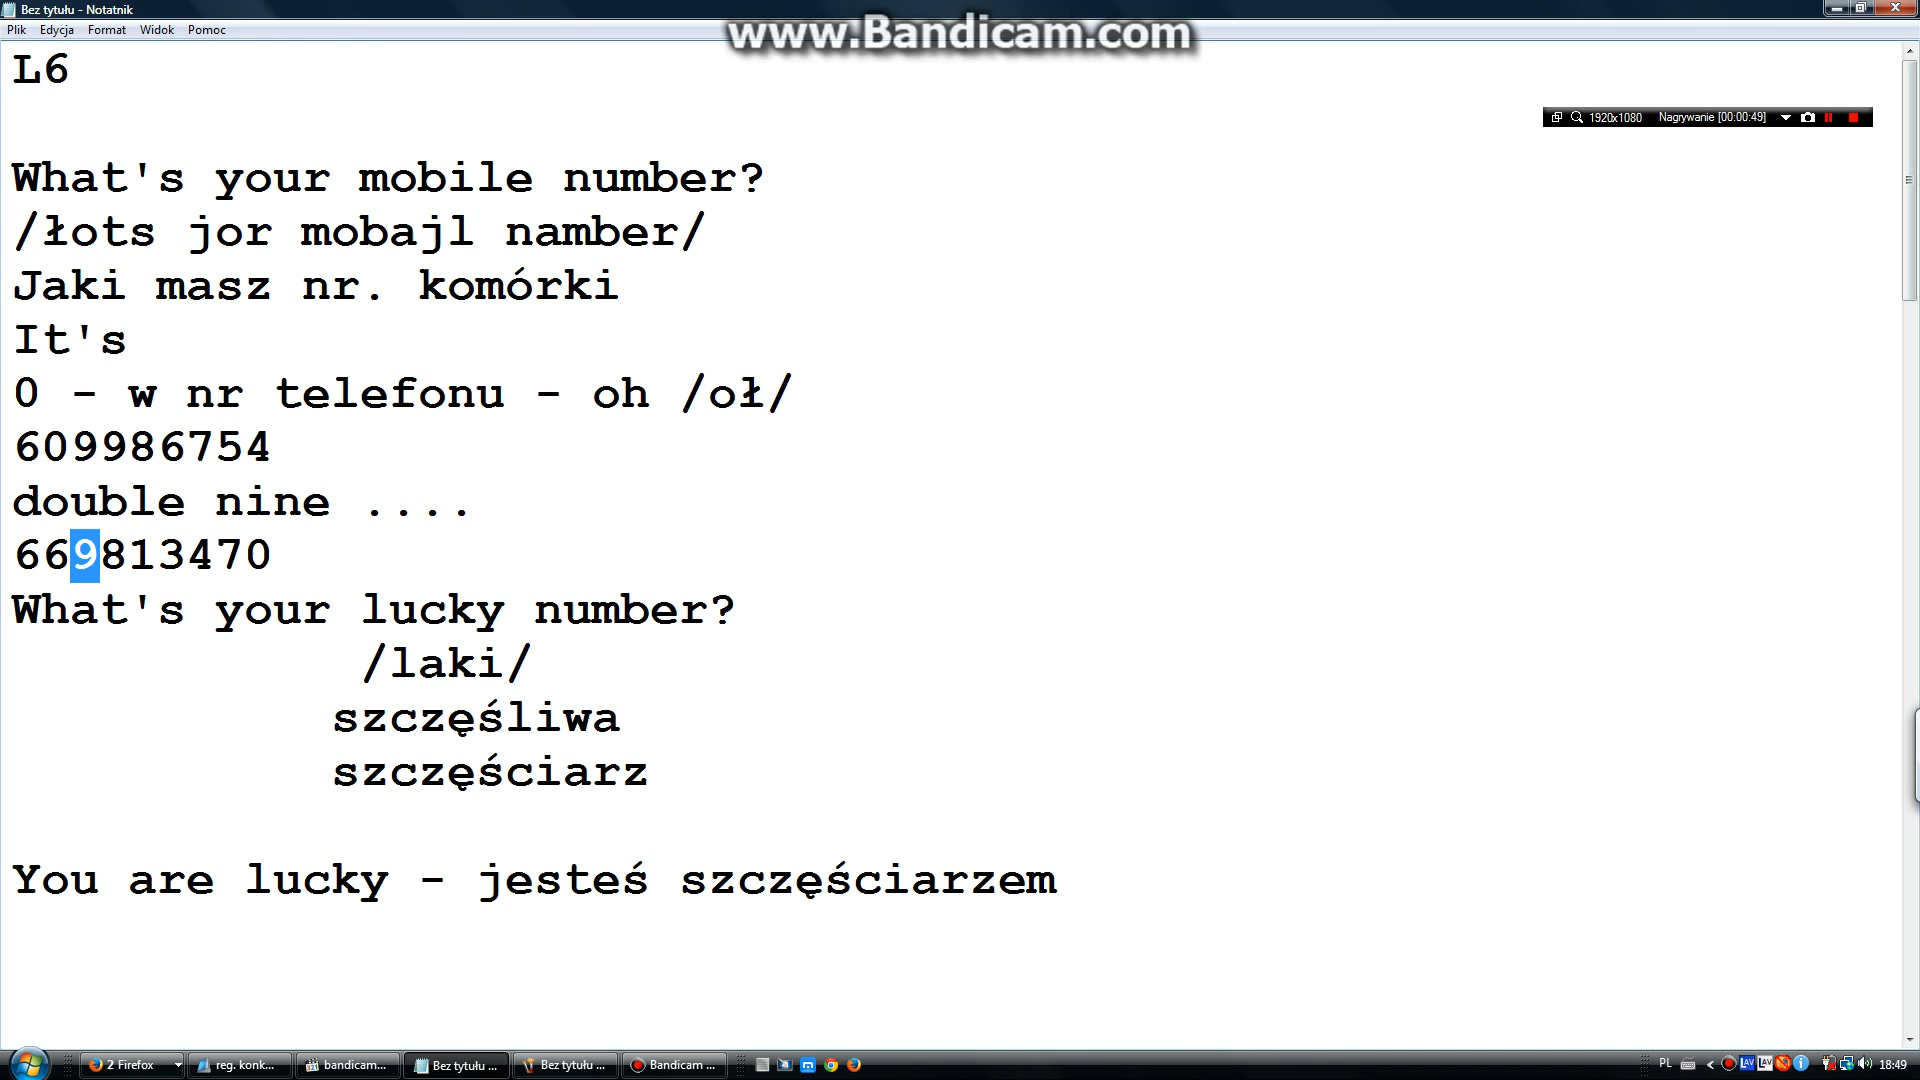 Bez tytułu - Notatnik
www.Bandicam.com
Plik Edycja Format Widok Pomoc
L6
1920x1080 Nagrywanie [00:00:49]
What's your mobile number?
/łots jor mobajl namber/
Jaki masz nr. komórki
It's
0 - w nr telefonu - oh /oł/
609986754
double nine ....
669813470
What's your lucky number?
/laki/
szczęśliwa
szczęściarz
You are lucky - jesteś szczęściarzem
2 Firefox reg. konk... bandicam... Bez tytułu ... Bez tytułu ... Bandicam ... PL 18:49